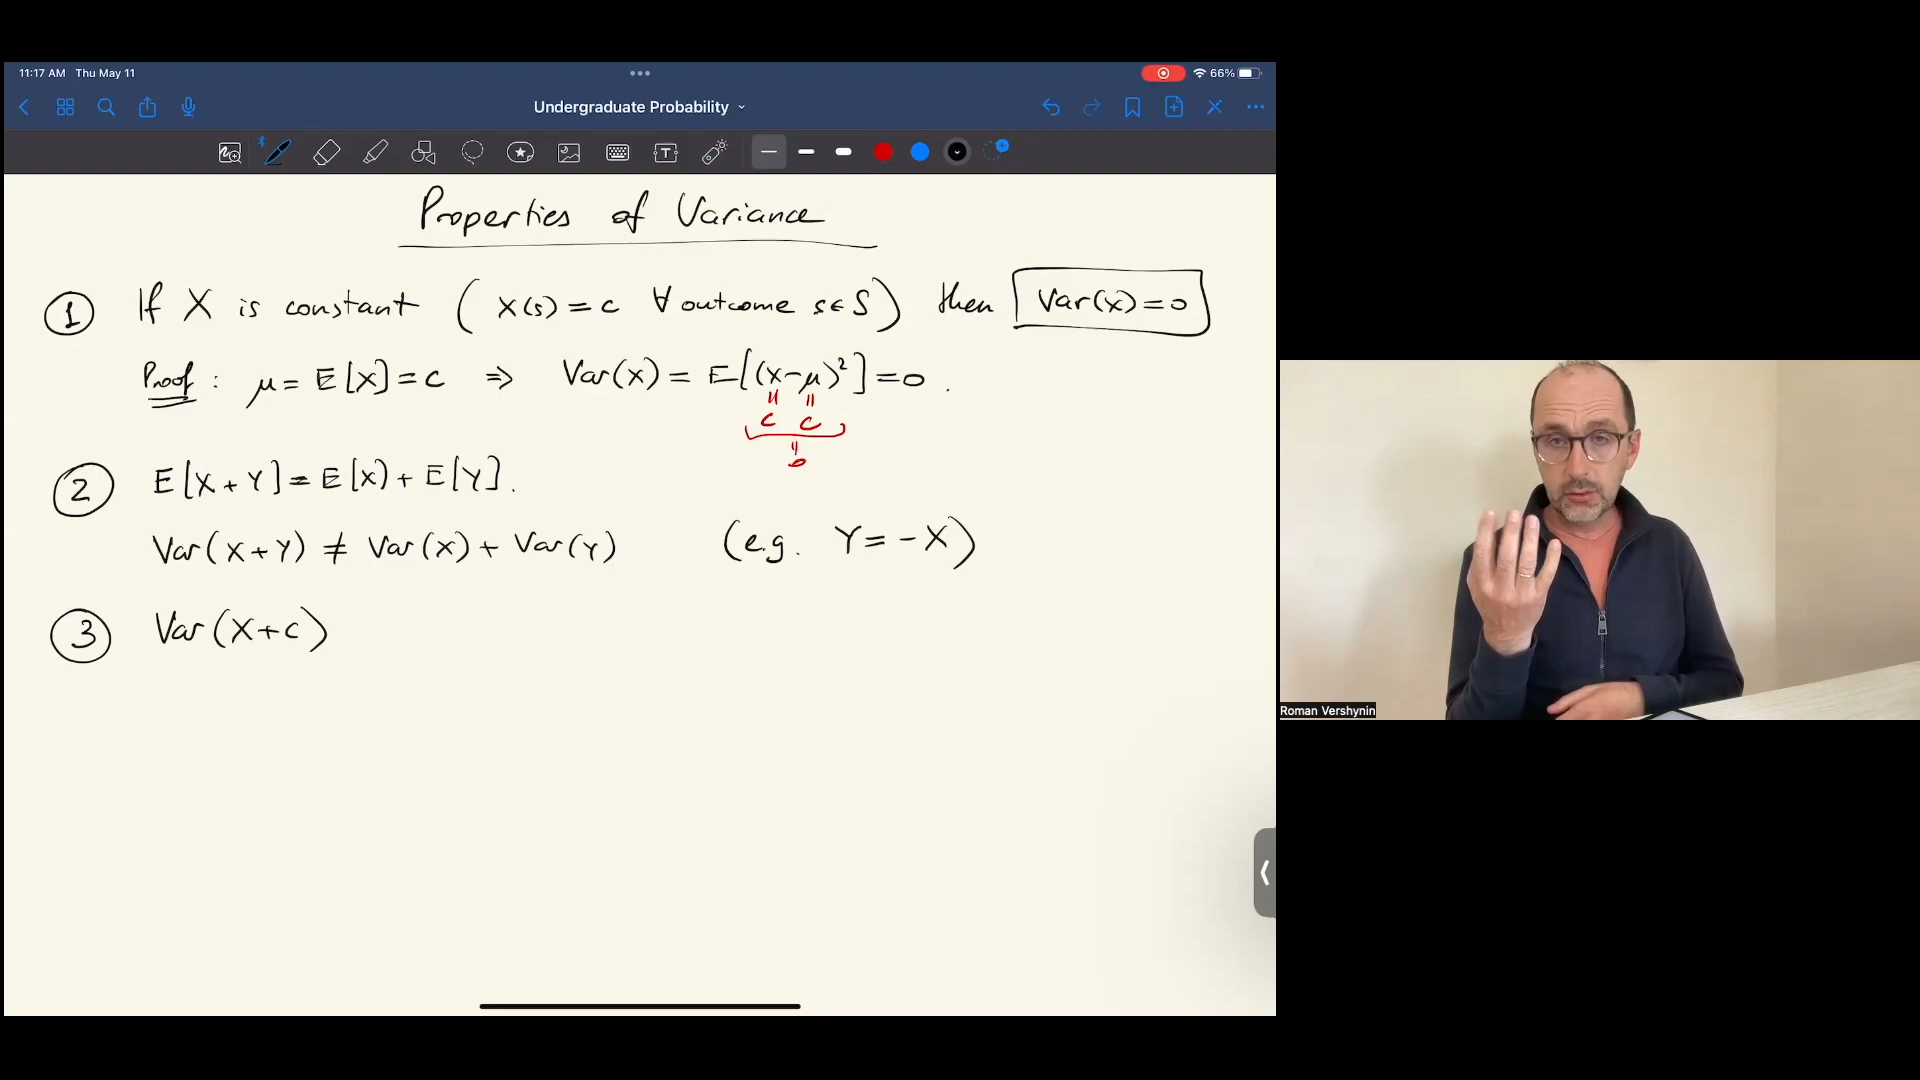 11:17 AM Thu May 11
66%
Undergraduate Probability
Properties of Variance
① If X is constant ( X(s) = c ∀ outcome s ∈ S ) then Var(X) = 0
Proof : μ = E[X] = c ⇒ Var(X) = E[(X-μ)²] = 0 .
" "
c c
"
0
② E[X + Y] = E[X] + E[Y] .
Var(X+Y) ≠ Var(X) + Var(Y) (e.g. Y = -X)
③ Var(X+c)
Roman Vershynin